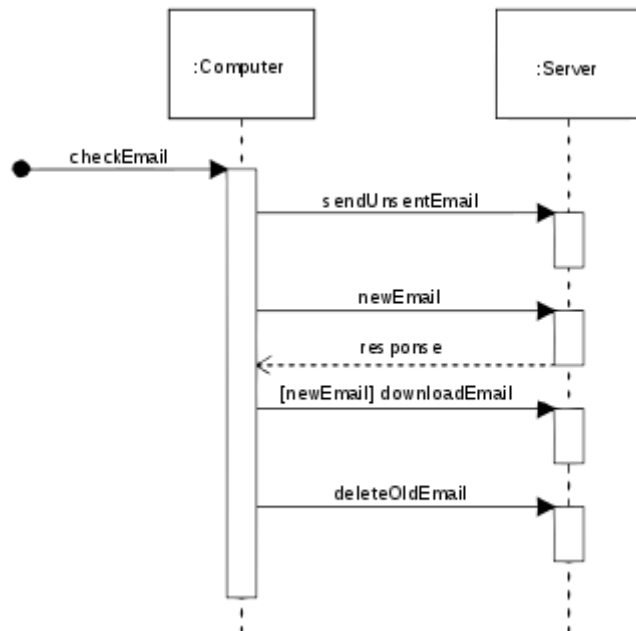 :Computer
:Server
checkEmail
sendUnsentEmail
newEmail
response
[newEmail] downloadEmail
deleteOldEmail